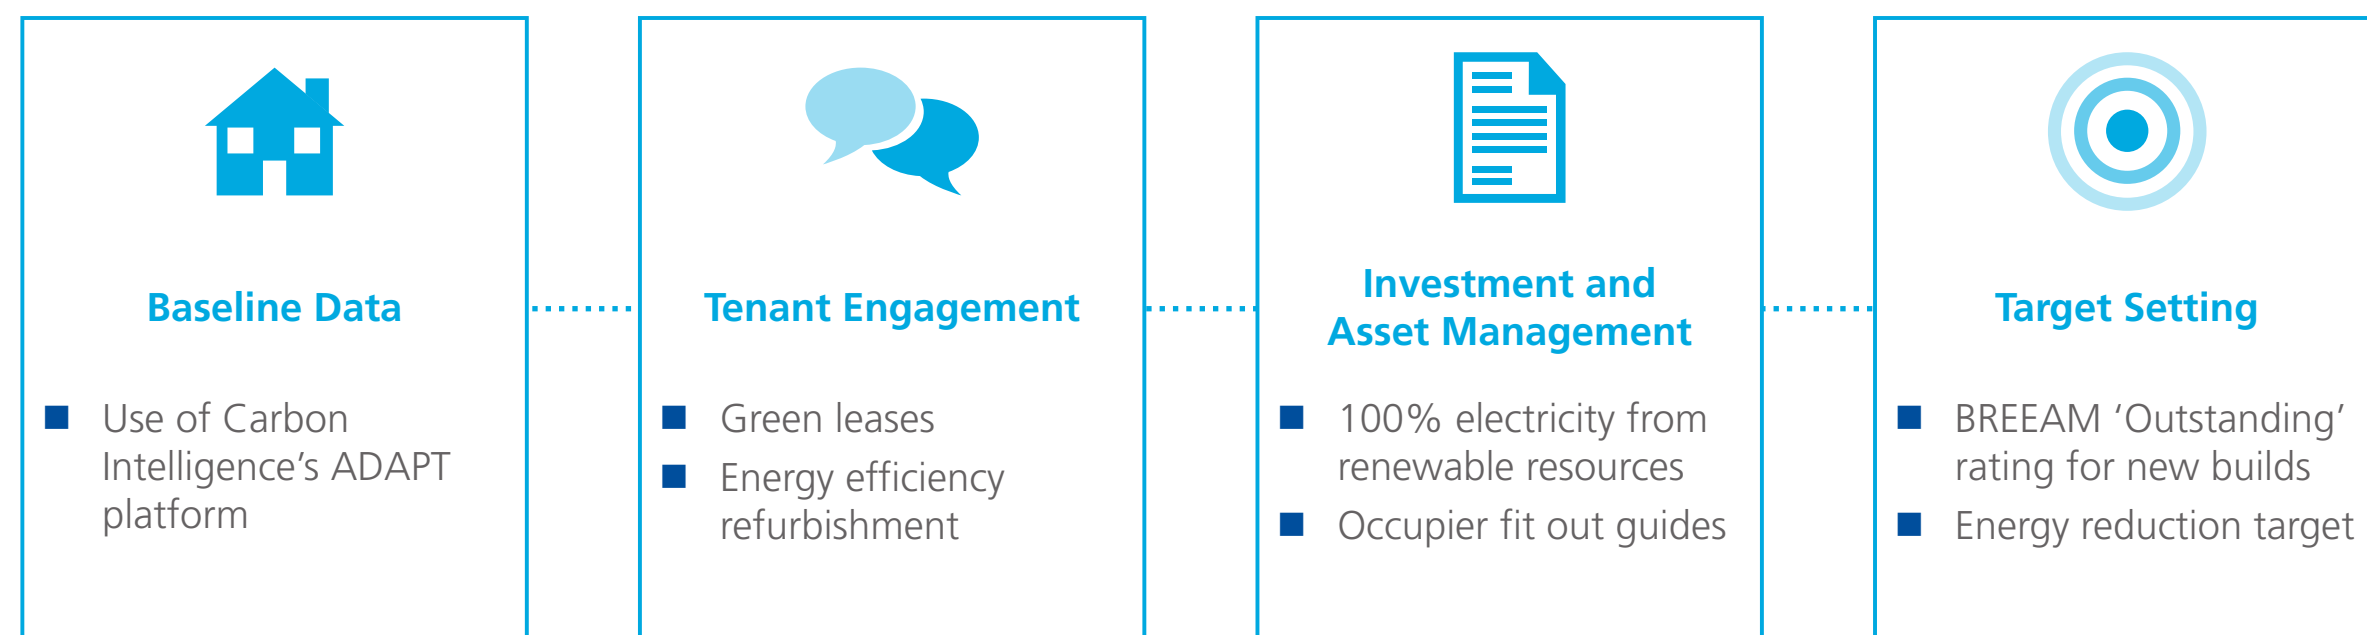 Baseline Data
Use of Carbon
Intelligence’s ADAPT
platform
Tenant Engagement
Green leases
Energy efficiency
refurbishment
Investment and
Asset Management
100% electricity from
renewable resources
Occupier fit out guides
Target Setting
BREEAM ‘Outstanding’
rating for new builds
Energy reduction target